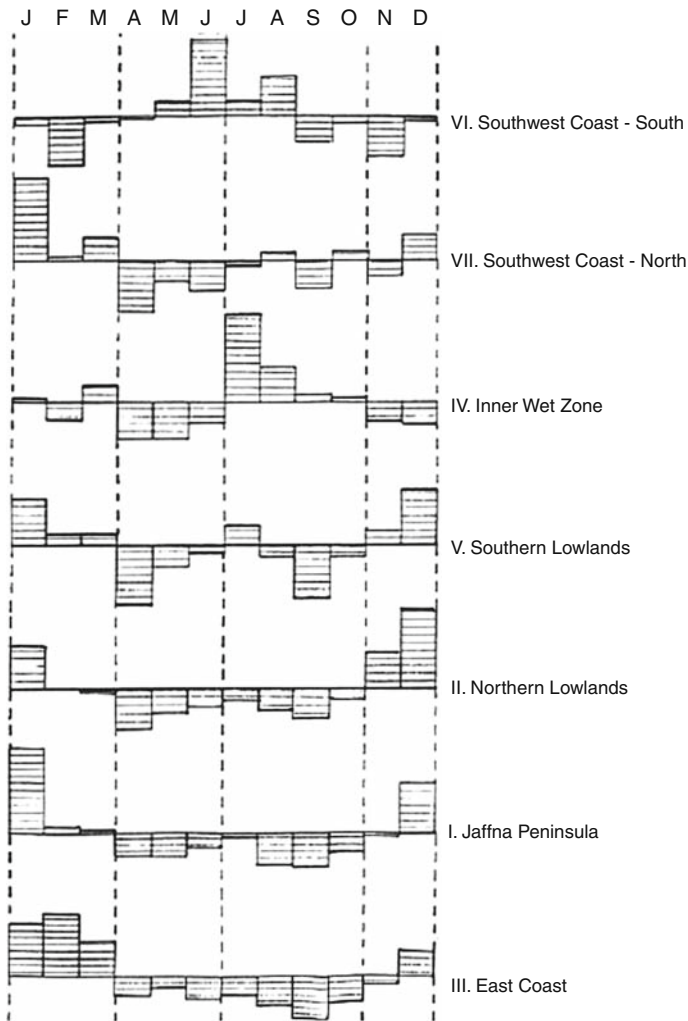 J F M A M J J A S O N D
VI. Southwest Coast - South
VII. Southwest Coast - North
IV. Inner Wet Zone
V. Southern Lowlands
II. Northern Lowlands
I. Jaffna Peninsula
III. East Coast